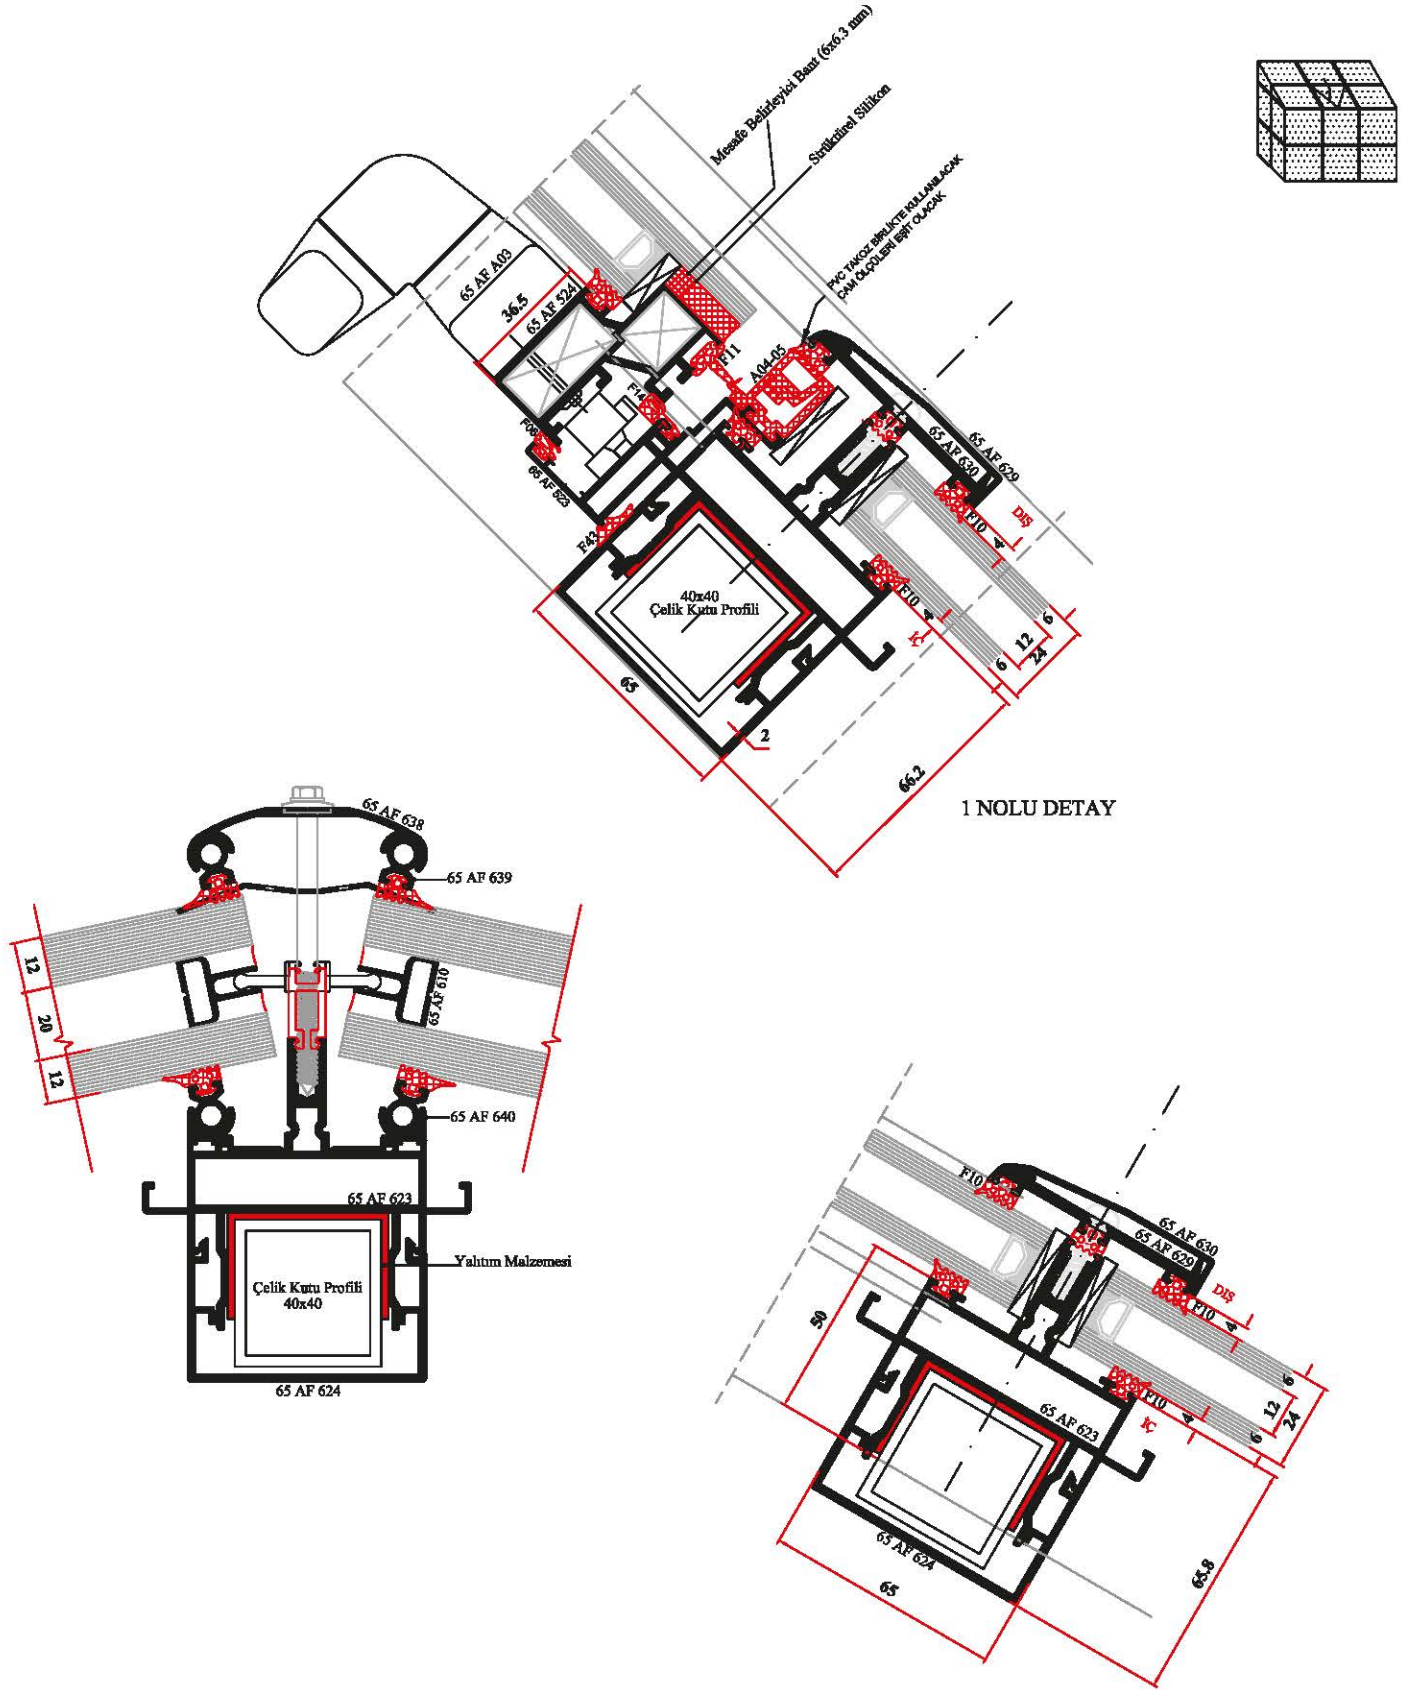 Mesafe Belirleyici Bant (6x6.3 mm)
Strüktürel Silikon
PVC TAKOZ BİRLİKTE KULLANILACAK
CAM ÖLÇÜLERİ EŞİT OLACAK
65 AF A03
36.5
65 AF 524
F11
A04-05
F14
F08
65 AF 523
F43
65 AF 629
65 AF 630
F10
DIŞ
4
F10
4
İÇ
40x40
Çelik Kutu Profili
6
12
24
6
65
2
66.2
1 NOLU DETAY
65 AF 638
65 AF 639
12
20
12
65 AF 610
65 AF 640
65 AF 623
Yalıtım Malzemesi
Çelik Kutu Profili
40x40
65 AF 624
F10
65 AF 630
65 AF 629
DIŞ
F10
4
50
F10
4
İÇ
65 AF 623
6
12
24
6
65 AF 624
65
65.8